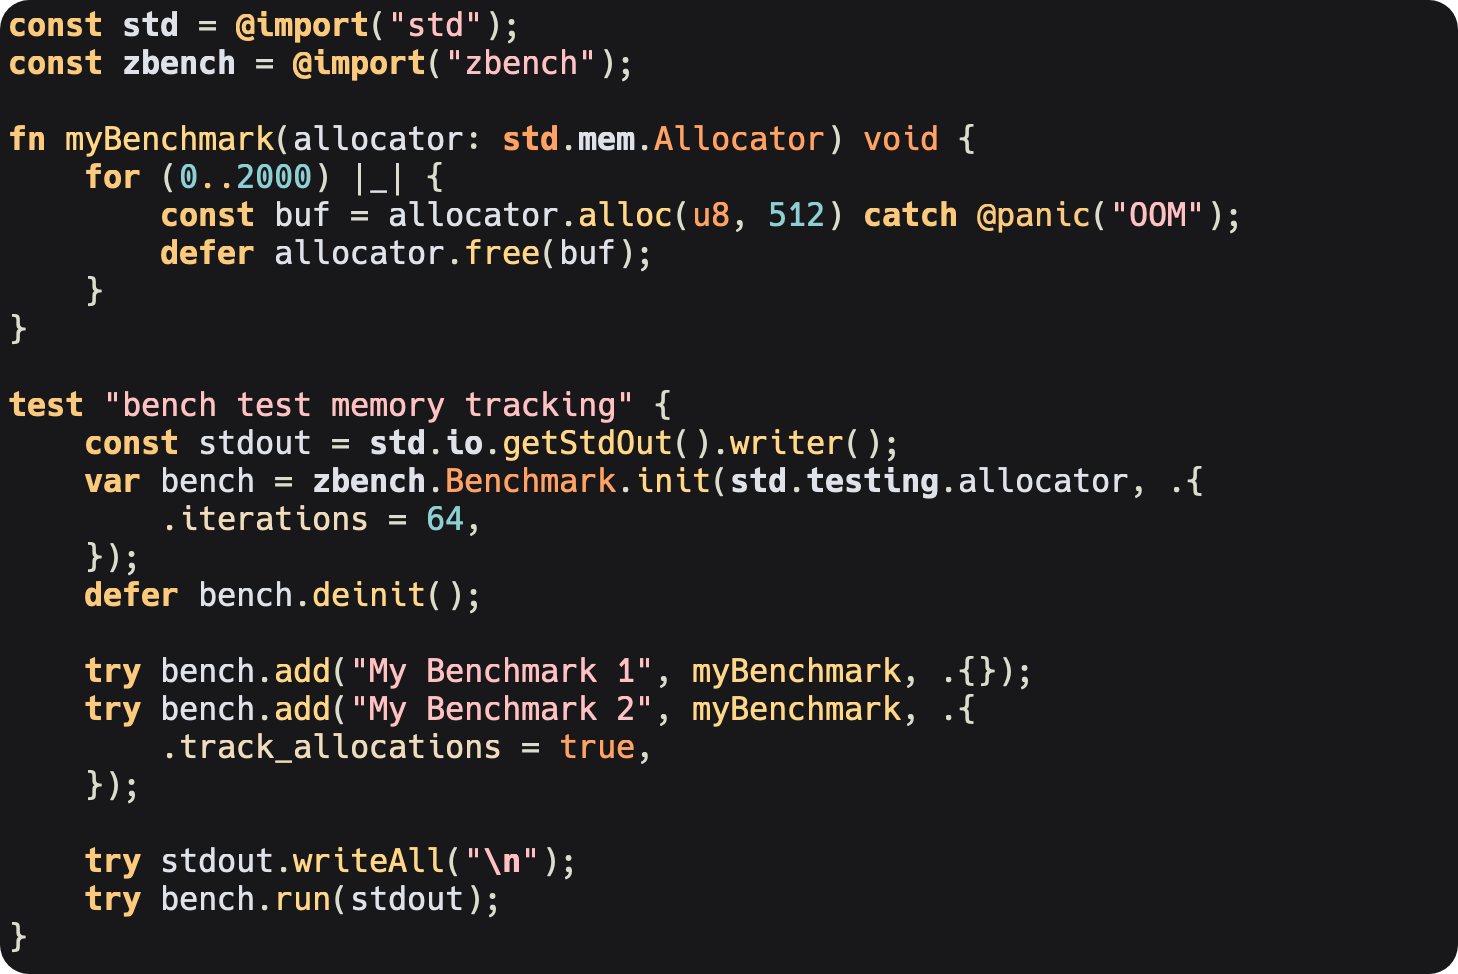 const std = @import("std");
const zbench = @import("zbench");

fn myBenchmark(allocator: std.mem.Allocator) void {
    for (0..2000) |_| {
        const buf = allocator.alloc(u8, 512) catch @panic("OOM");
        defer allocator.free(buf);
    }
}

test "bench test memory tracking" {
    const stdout = std.io.getStdOut().writer();
    var bench = zbench.Benchmark.init(std.testing.allocator, .{
        .iterations = 64,
    });
    defer bench.deinit();

    try bench.add("My Benchmark 1", myBenchmark, .{});
    try bench.add("My Benchmark 2", myBenchmark, .{
        .track_allocations = true,
    });

    try stdout.writeAll("\n");
    try bench.run(stdout);
}